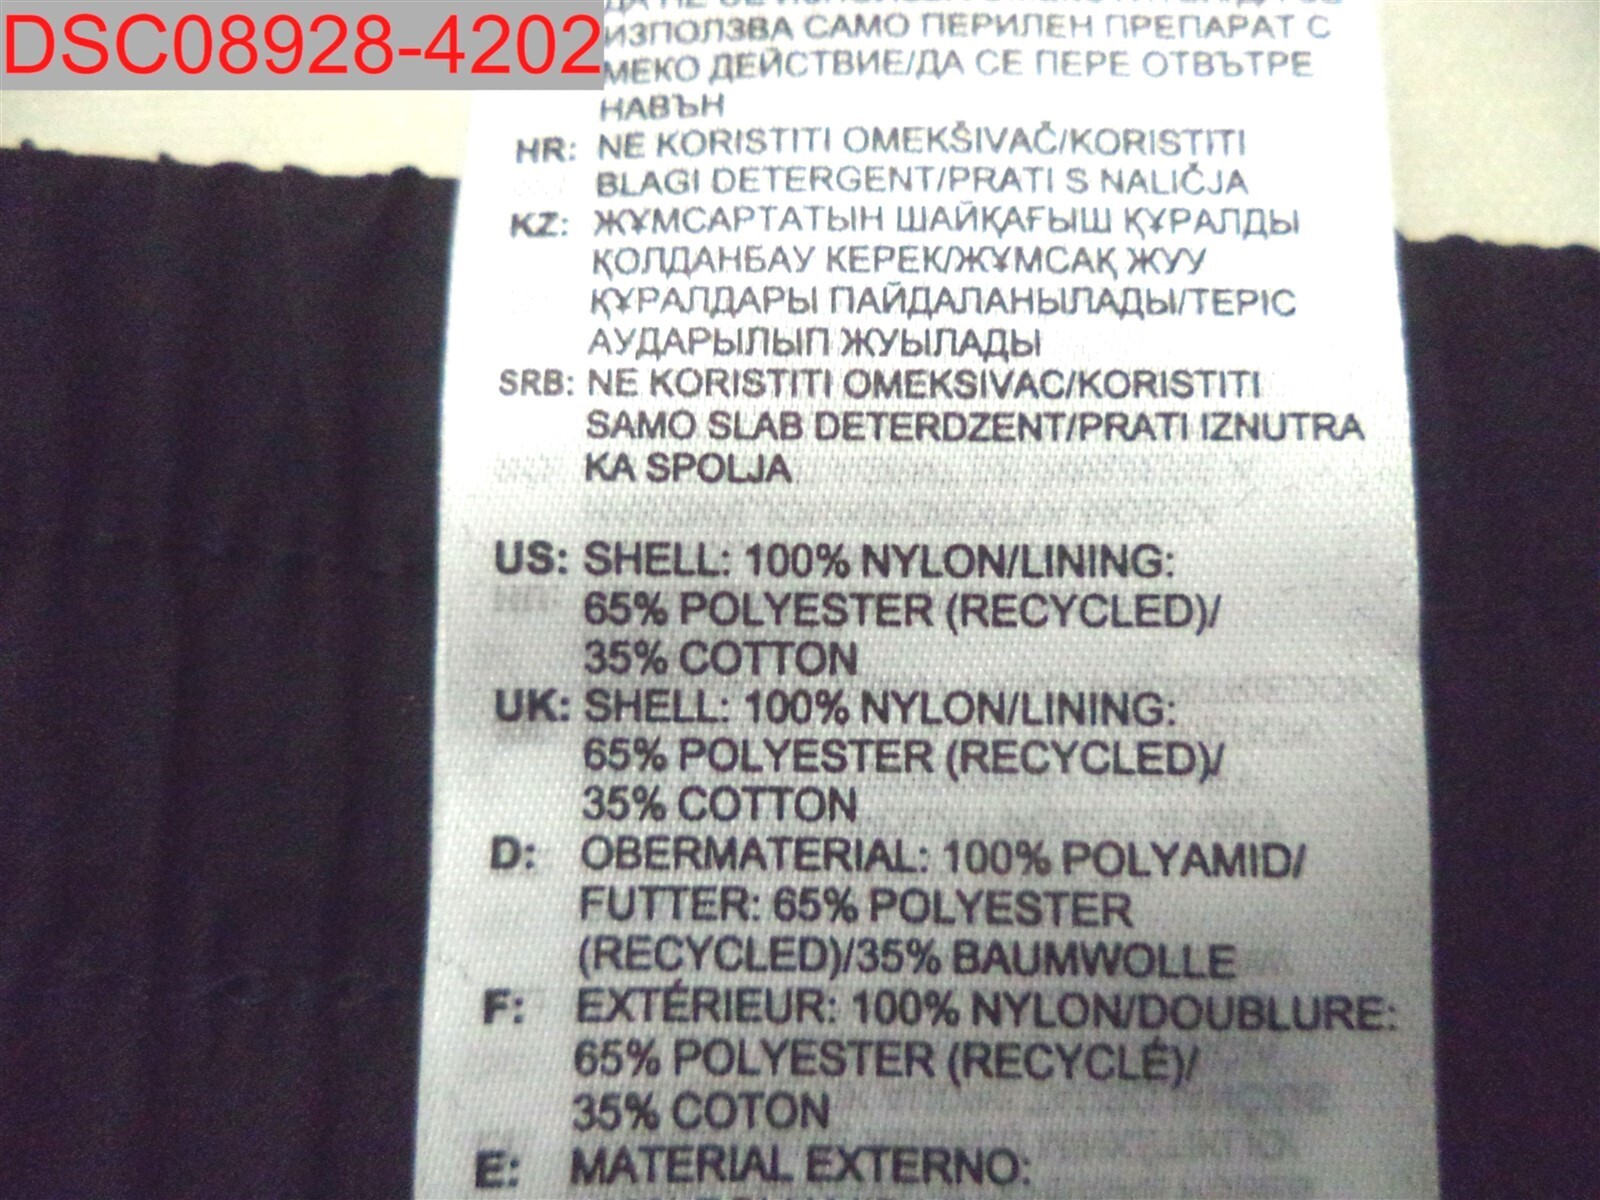 DSC08928-4202
ИЗПОЛЗВА САМО ПЕРИЛЕН ПРЕПАРАТ С
МЕКО ДЕЙСТВИЕ/ДА СЕ ПЕРЕ ОТВЪТРЕ
НАВЪН
HR: NE KORISTITI OMEKŠIVAČ/KORISTITI
BLAGI DETERGENT/PRATI S NALIČJA
KZ: ЖҰМСАРТАТЫН ШАЙҚАҒЫШ ҚҰРАЛДЫ
ҚОЛДАНБАУ КЕРЕК/ЖҰМСАҚ ЖУУ
ҚҰРАЛДАРЫ ПАЙДАЛАНЫЛАДЫ/ТЕРІС
АУДАРЫЛЫП ЖУЫЛАДЫ
SRB: NE KORISTITI OMEKSIVAC/KORISTITI
SAMO SLAB DETERDZENT/PRATI IZNUTRA
KA SPOLJA
US: SHELL: 100% NYLON/LINING:
65% POLYESTER (RECYCLED)/
35% COTTON
UK: SHELL: 100% NYLON/LINING:
65% POLYESTER (RECYCLED)/
35% COTTON
D: OBERMATERIAL: 100% POLYAMID/
FUTTER: 65% POLYESTER
(RECYCLED)/35% BAUMWOLLE
F: EXTÉRIEUR: 100% NYLON/DOUBLURE:
65% POLYESTER (RECYCLÉ)/
35% COTON
E: MATERIAL EXTERNO: